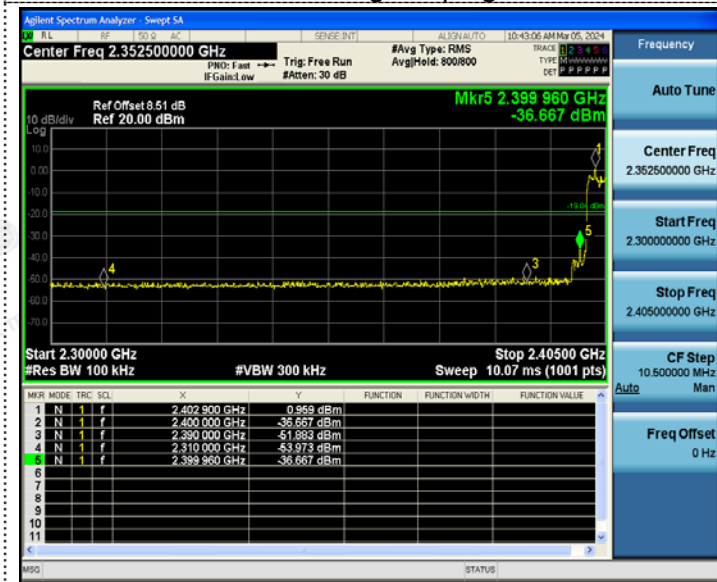 Agilent Spectrum Analyzer - Swept SA
RL RF 50 Ω AC SENSE:INT ALIGN AUTO 10:43:06 AM Mar 05, 2024
Center Freq 2.352500000 GHz
PNO: Fast
IFGain:Low
Trig: Free Run
#Atten: 30 dB
#Avg Type: RMS
Avg|Hold: 800/800
TRACE 1 2 3 4 5 6
TYPE M
DET P P P P P P
Ref Offset 8.51 dB
10 dB/div Ref 20.00 dBm
Log
Mkr5 2.399 960 GHz
-36.667 dBm
10.0
0.00
-10.0
-20.0
-30.0
-40.0
-50.0
-60.0
-70.0
1
5
3
4
Start 2.30000 GHz Stop 2.40500 GHz
#Res BW 100 kHz #VBW 300 kHz Sweep 10.07 ms (1001 pts)
MKR MODE TRC SCL X Y FUNCTION FUNCTION WIDTH FUNCTION VALUE
1 N 1 f 2.402 900 GHz 0.959 dBm
2 N 1 f 2.400 000 GHz -36.667 dBm
3 N 1 f 2.390 000 GHz -51.883 dBm
4 N 1 f 2.310 000 GHz -53.973 dBm
5 N 1 f 2.399 960 GHz -36.667 dBm
6
7
8
9
10
11
MSG STATUS
Frequency
Auto Tune
Center Freq
2.352500000 GHz
Start Freq
2.300000000 GHz
Stop Freq
2.405000000 GHz
CF Step
10.500000 MHz
Auto Man
Freq Offset
0 Hz